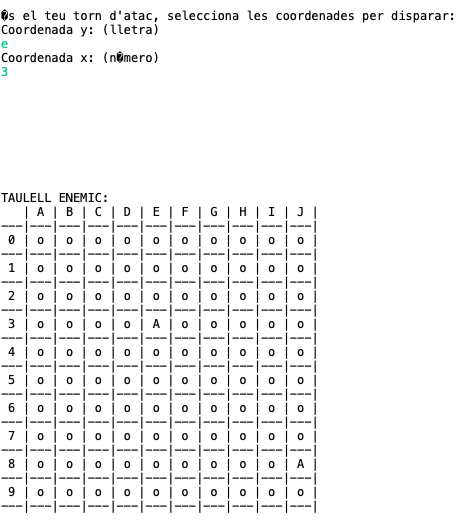 �s el teu torn d'atac, selecciona les coordenades per disparar:
Coordenada y: (lletra)
e
Coordenada x: (n�mero)
3
TAULELL ENEMIC:
   | A | B | C | D | E | F | G | H | I | J |
---|---|---|---|---|---|---|---|---|---|---|
 0 | o | o | o | o | o | o | o | o | o | o |
---|---|---|---|---|---|---|---|---|---|---|
 1 | o | o | o | o | o | o | o | o | o | o |
---|---|---|---|---|---|---|---|---|---|---|
 2 | o | o | o | o | o | o | o | o | o | o |
---|---|---|---|---|---|---|---|---|---|---|
 3 | o | o | o | o | A | o | o | o | o | o |
---|---|---|---|---|---|---|---|---|---|---|
 4 | o | o | o | o | o | o | o | o | o | o |
---|---|---|---|---|---|---|---|---|---|---|
 5 | o | o | o | o | o | o | o | o | o | o |
---|---|---|---|---|---|---|---|---|---|---|
 6 | o | o | o | o | o | o | o | o | o | o |
---|---|---|---|---|---|---|---|---|---|---|
 7 | o | o | o | o | o | o | o | o | o | o |
---|---|---|---|---|---|---|---|---|---|---|
 8 | o | o | o | o | o | o | o | o | o | A |
---|---|---|---|---|---|---|---|---|---|---|
 9 | o | o | o | o | o | o | o | o | o | o |
---|---|---|---|---|---|---|---|---|---|---|